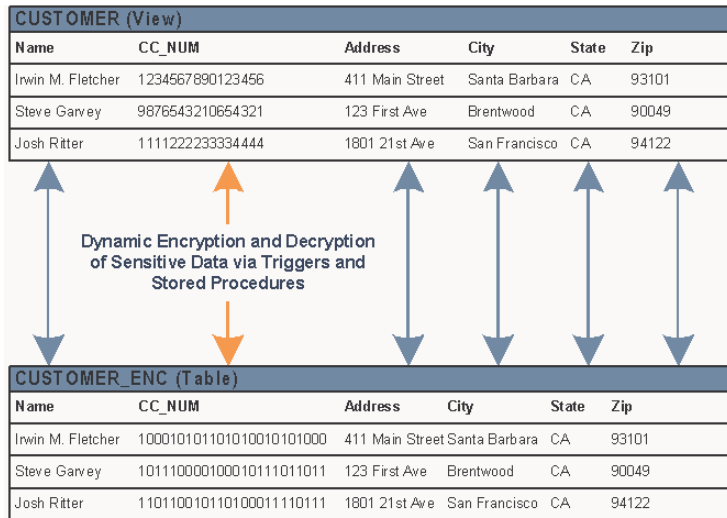 CUSTOMER (View)
Name CC_NUM Address City State Zip
Irwin M. Fletcher 1234567890123456 411 Main Street Santa Barbara CA 93101
Steve Garvey 9876543210654321 123 First Ave Brentwood CA 90049
Josh Ritter 1111222233334444 1801 21st Ave San Francisco CA 94122
Dynamic Encryption and Decryption
of Sensitive Data via Triggers and
Stored Procedures
CUSTOMER_ENC (Table)
Name CC_NUM Address City State Zip
Irwin M. Fletcher 100010101101010010101000 411 Main Street Santa Barbara CA 93101
Steve Garvey 101110000100010111011011 123 First Ave Brentwood CA 90049
Josh Ritter 110110010110100011110111 1801 21st Ave San Francisco CA 94122